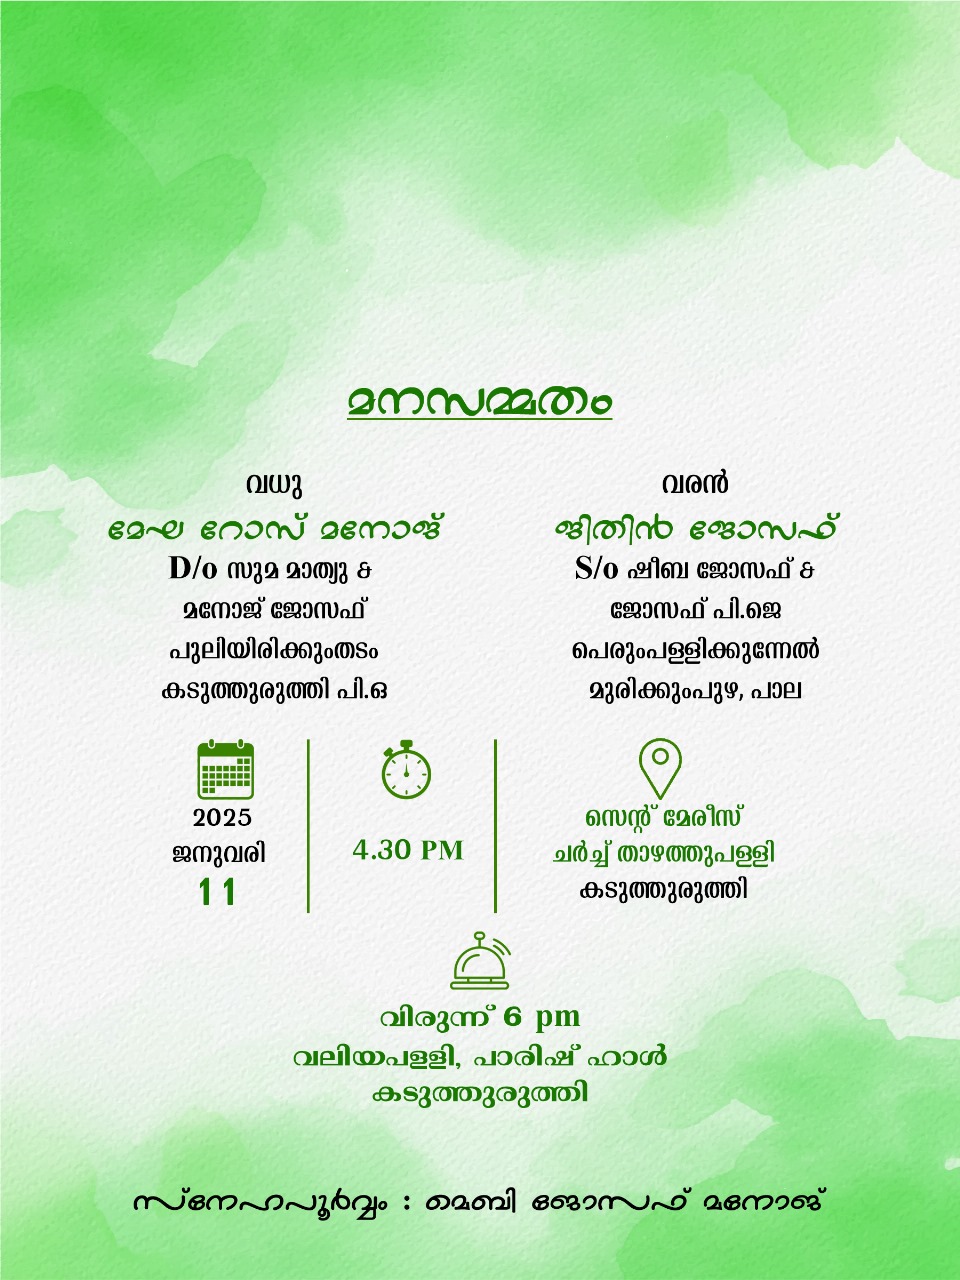 മനസമ്മതം
വധു
മേഘ റോസ് മനോജ്
D/o സുമ മാത്യു &
മനോജ് ജോസഫ്
പുലിയിരിക്കുംതടം
കടുത്തുരുത്തി പി.ഒ
വരൻ
ജിതിൻ ജോസഫ്
S/o ഷീബ ജോസഫ് &
ജോസഫ് പി.ജെ
പെരുംപള്ളിക്കുന്നേൽ
മുരിക്കുംപുഴ, പാല
2025
ജനുവരി
11
4.30 PM
സെന്റ് മേരീസ്
ചർച്ച് താഴത്തുപള്ളി
കടുത്തുരുത്തി
വിരുന്ന് 6 pm
വലിയപള്ളി, പാരിഷ് ഹാൾ
കടുത്തുരുത്തി
സ്നേഹപൂർവ്വം : മെബി ജോസഫ് മനോജ്